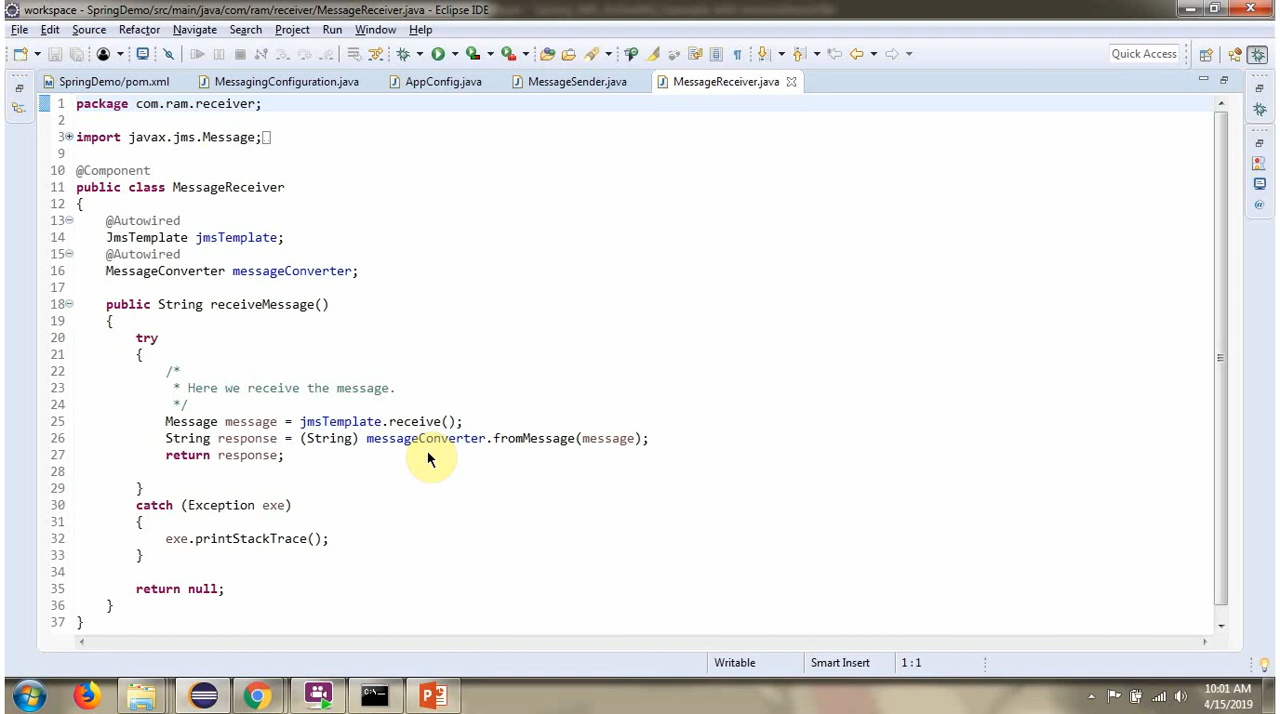 workspace - SpringDemo/src/main/java/com/ram/receiver/MessageReceiver.java - Eclipse IDE
File Edit Source Refactor Navigate Search Project Run Window Help
Quick Access
SpringDemo/pom.xml MessagingConfiguration.java AppConfig.java MessageSender.java MessageReceiver.java
1 package com.ram.receiver;
2
3 import javax.jms.Message;
9
10 @Component
11 public class MessageReceiver
12 {
13 @Autowired
14 JmsTemplate jmsTemplate;
15 @Autowired
16 MessageConverter messageConverter;
17
18 public String receiveMessage()
19 {
20 try
21 {
22 /*
23 * Here we receive the message.
24 */
25 Message message = jmsTemplate.receive();
26 String response = (String) messageConverter.fromMessage(message);
27 return response;
28
29 }
30 catch (Exception exe)
31 {
32 exe.printStackTrace();
33 }
34
35 return null;
36 }
37 }
Writable Smart Insert 1 : 1
10:01 AM
4/15/2019